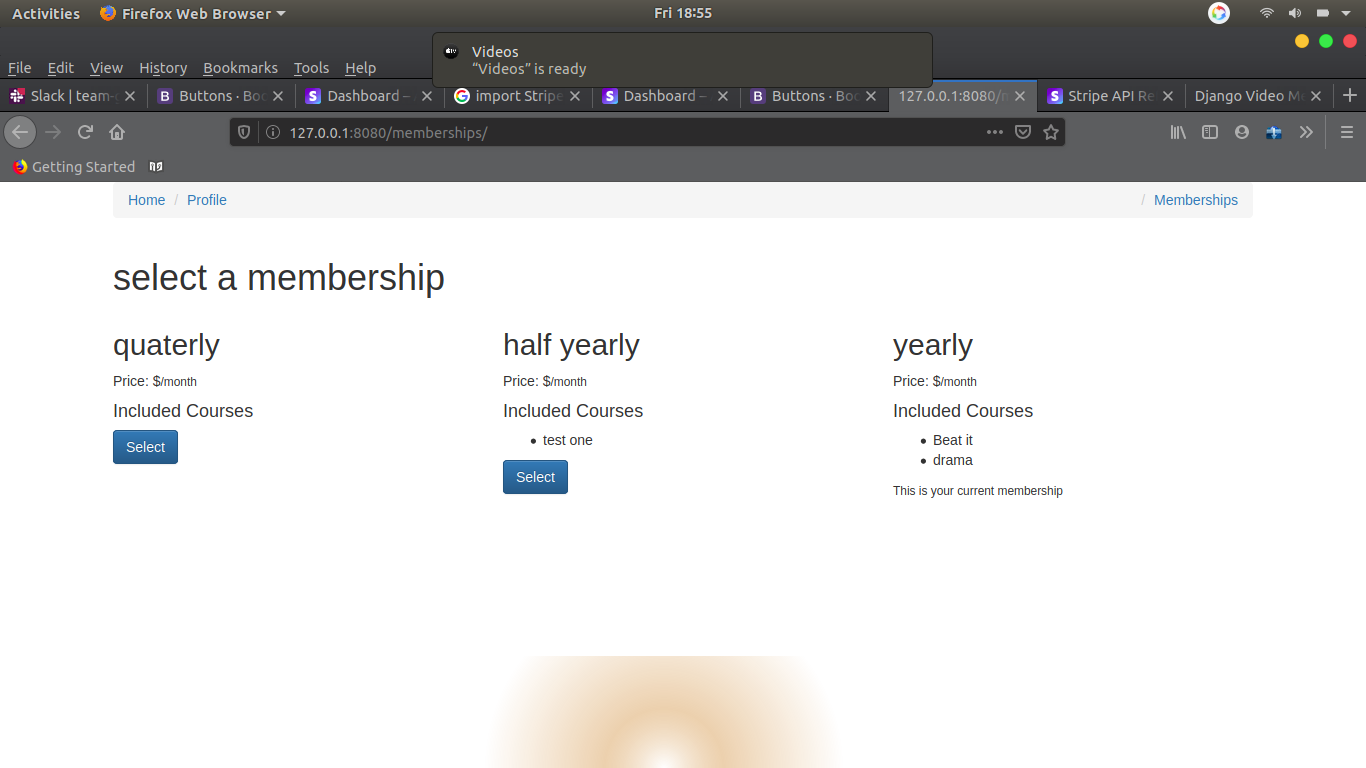 Activities Firefox Web Browser Fri 18:55
Videos
“Videos” is ready
File Edit View History Bookmarks Tools Help
Slack | team- Buttons · Boo Dashboard – import Stripe Dashboard – Buttons · Boo 127.0.0.1:8080/m Stripe API Re Django Video M
127.0.0.1:8080/memberships/
Getting Started
Home / Profile / Memberships
select a membership
quaterly half yearly yearly
Price: $/month Price: $/month Price: $/month
Included Courses Included Courses Included Courses
test one Beat it
Select drama
Select
This is your current membership